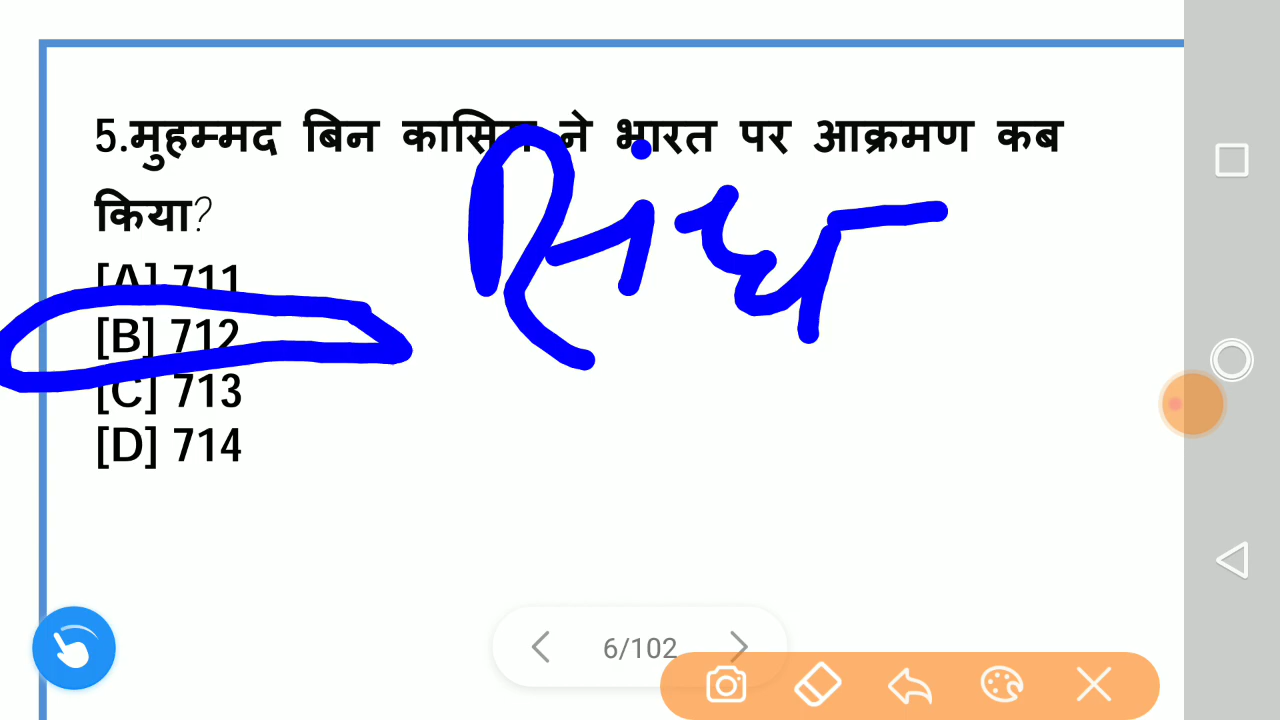 5.मुहम्मद बिन कासिम ने भारत पर आक्रमण कब
किया?
सिंध
[A] 711
[B] 712
[C] 713
[D] 714
6/102